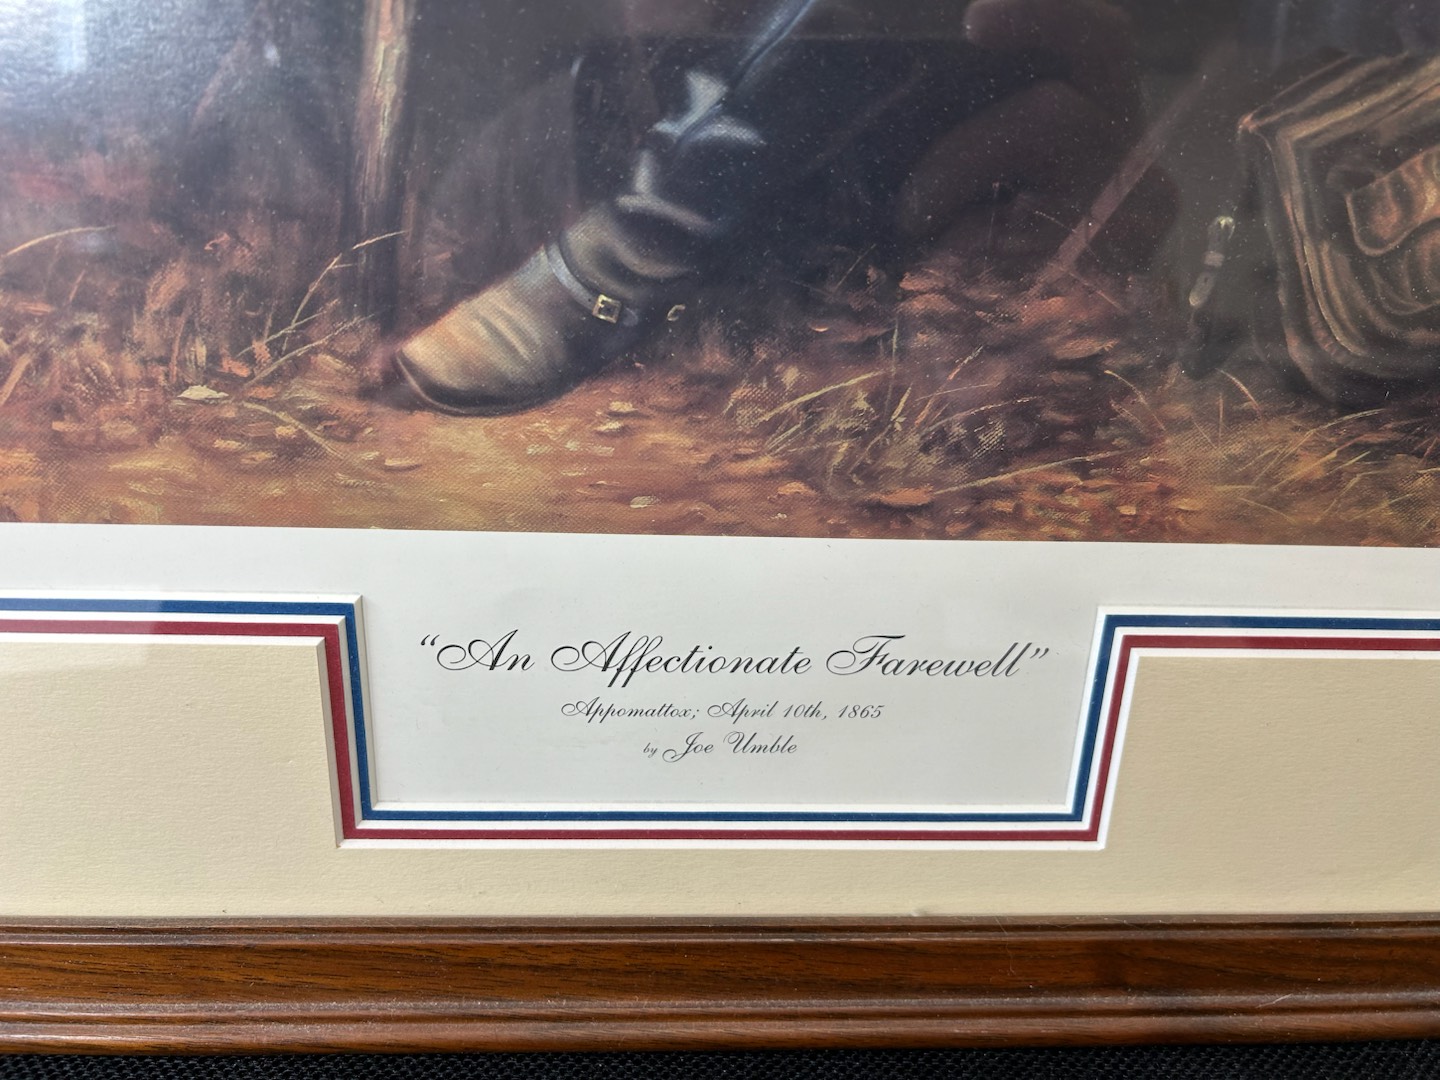 “An Affectionate Farewell”
Appomattox; April 10th, 1865
by Joe Umble